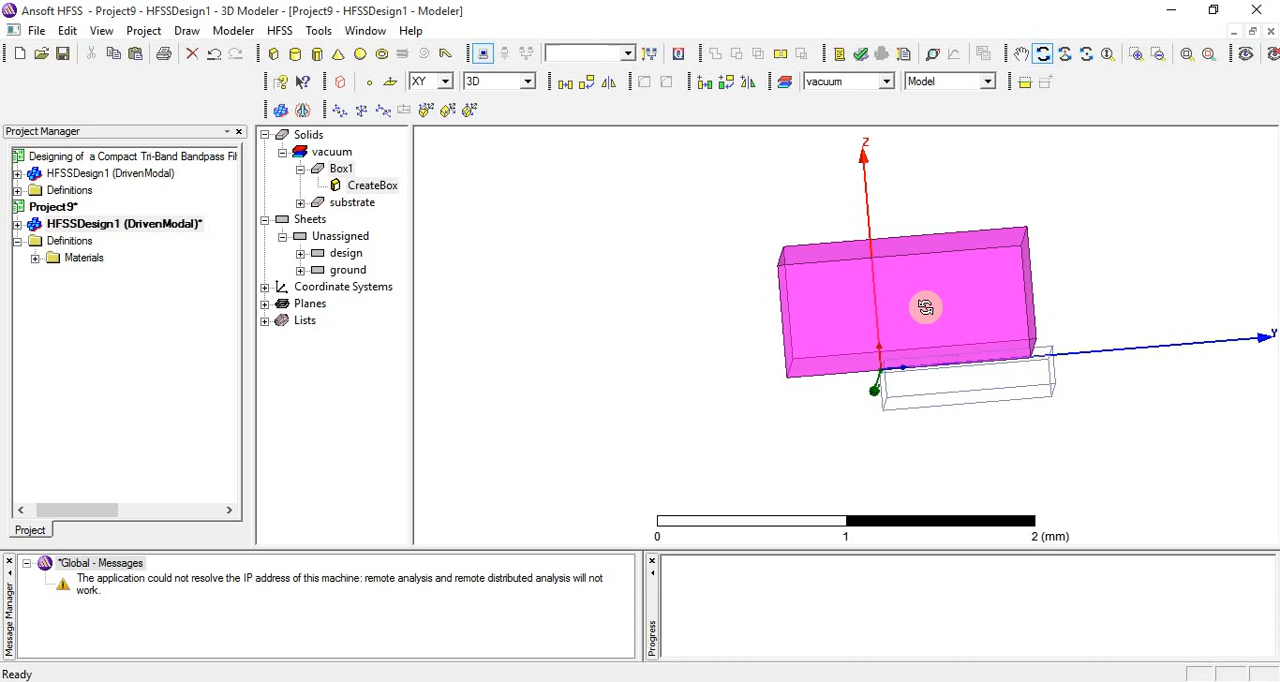 Ansoft HFSS - Project9 - HFSSDesign1 - 3D Modeler - [Project9 - HFSSDesign1 - Modeler]
File Edit View Project Draw Modeler HFSS Tools Window Help
XY 3D vacuum Model
Project Manager
Designing of a Compact Tri-Band Bandpass Fil
HFSSDesign1 (DrivenModal)
Definitions
Project9*
HFSSDesign1 (DrivenModal)*
Definitions
Materials
Project
Solids
vacuum
Box1
CreateBox
substrate
Sheets
Unassigned
design
ground
Coordinate Systems
Planes
Lists
Z
Y
0 1 2 (mm)
Message Manager
*Global - Messages
The application could not resolve the IP address of this machine: remote analysis and remote distributed analysis will not
work.
Progress
Ready